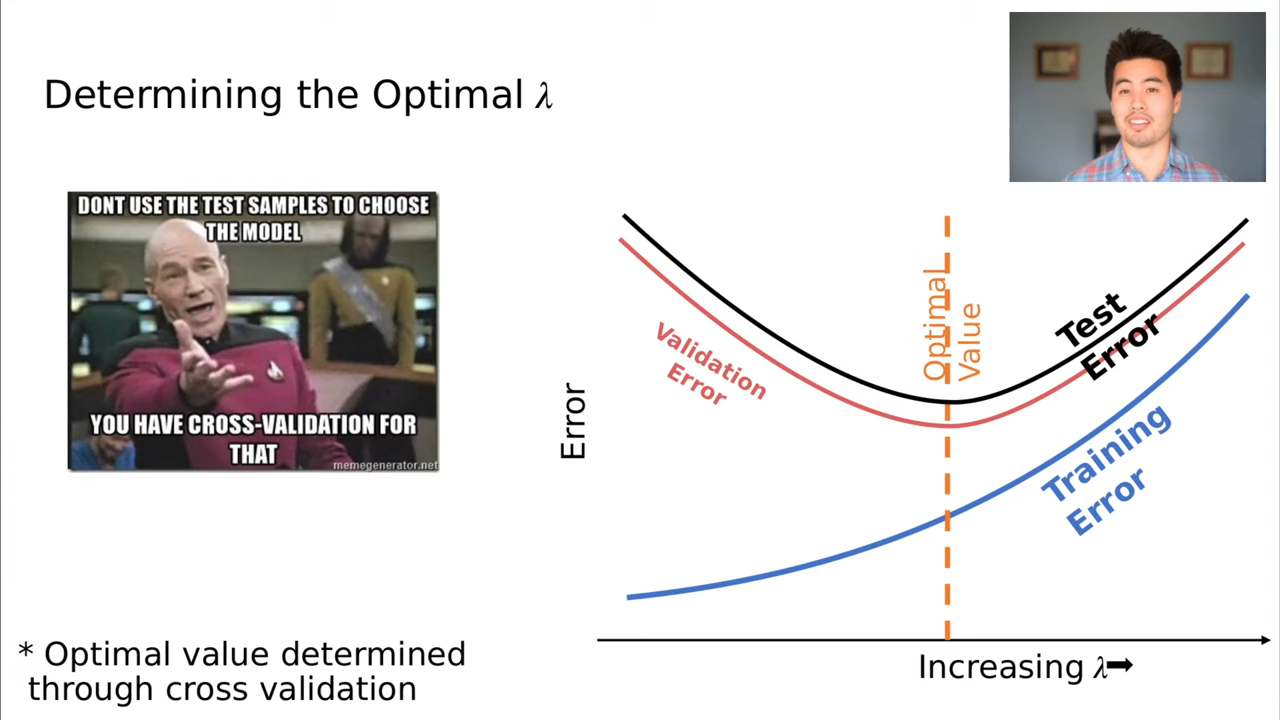 Determining the Optimal λ
DONT USE THE TEST SAMPLES TO CHOOSE
THE MODEL
YOU HAVE CROSS-VALIDATION FOR
THAT
memegenerator.net
* Optimal value determined
through cross validation
Error
Validation
Error
Optimal
Value
Test
Error
Training
Error
Increasing λ➡